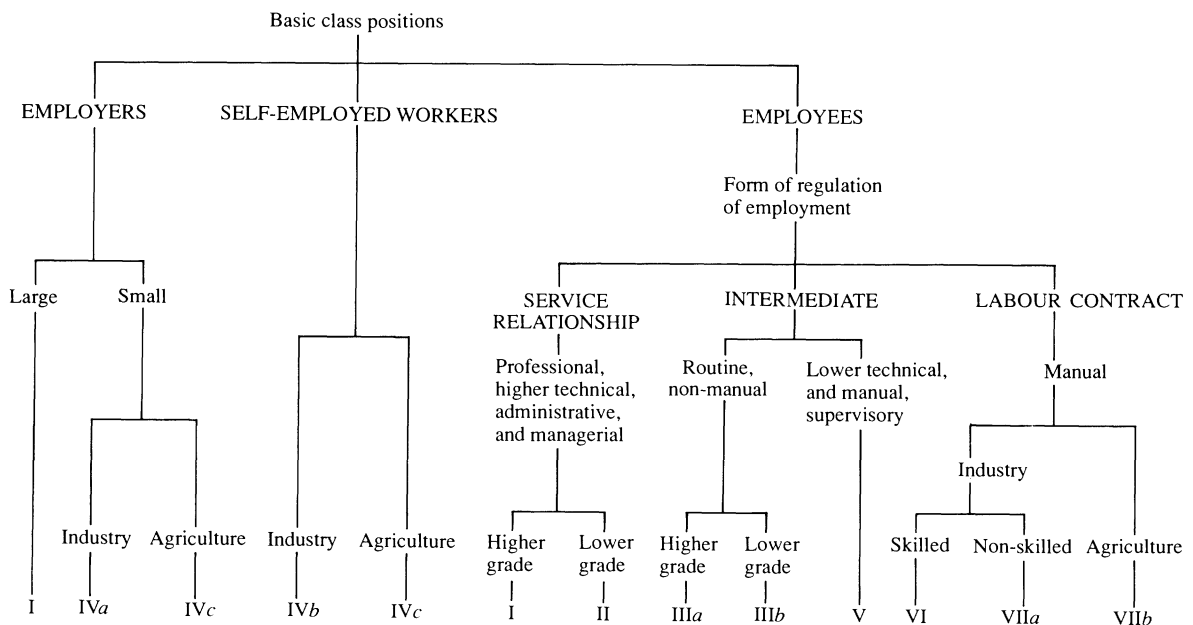 Basic class positions
EMPLOYERS
SELF-EMPLOYED WORKERS
EMPLOYEES
Form of regulation
of employment
Large
Small
SERVICE
RELATIONSHIP
INTERMEDIATE
LABOUR CONTRACT
Professional,
higher technical,
administrative,
and managerial
Routine,
non-manual
Lower technical,
and manual,
supervisory
Manual
Industry
Industry
Agriculture
Industry
Agriculture
Higher
grade
Lower
grade
Higher
grade
Lower
grade
Skilled
Non-skilled
Agriculture
I
IVa
IVc
IVb
IVc
I
II
IIIa
IIIb
V
VI
VIIa
VIIb